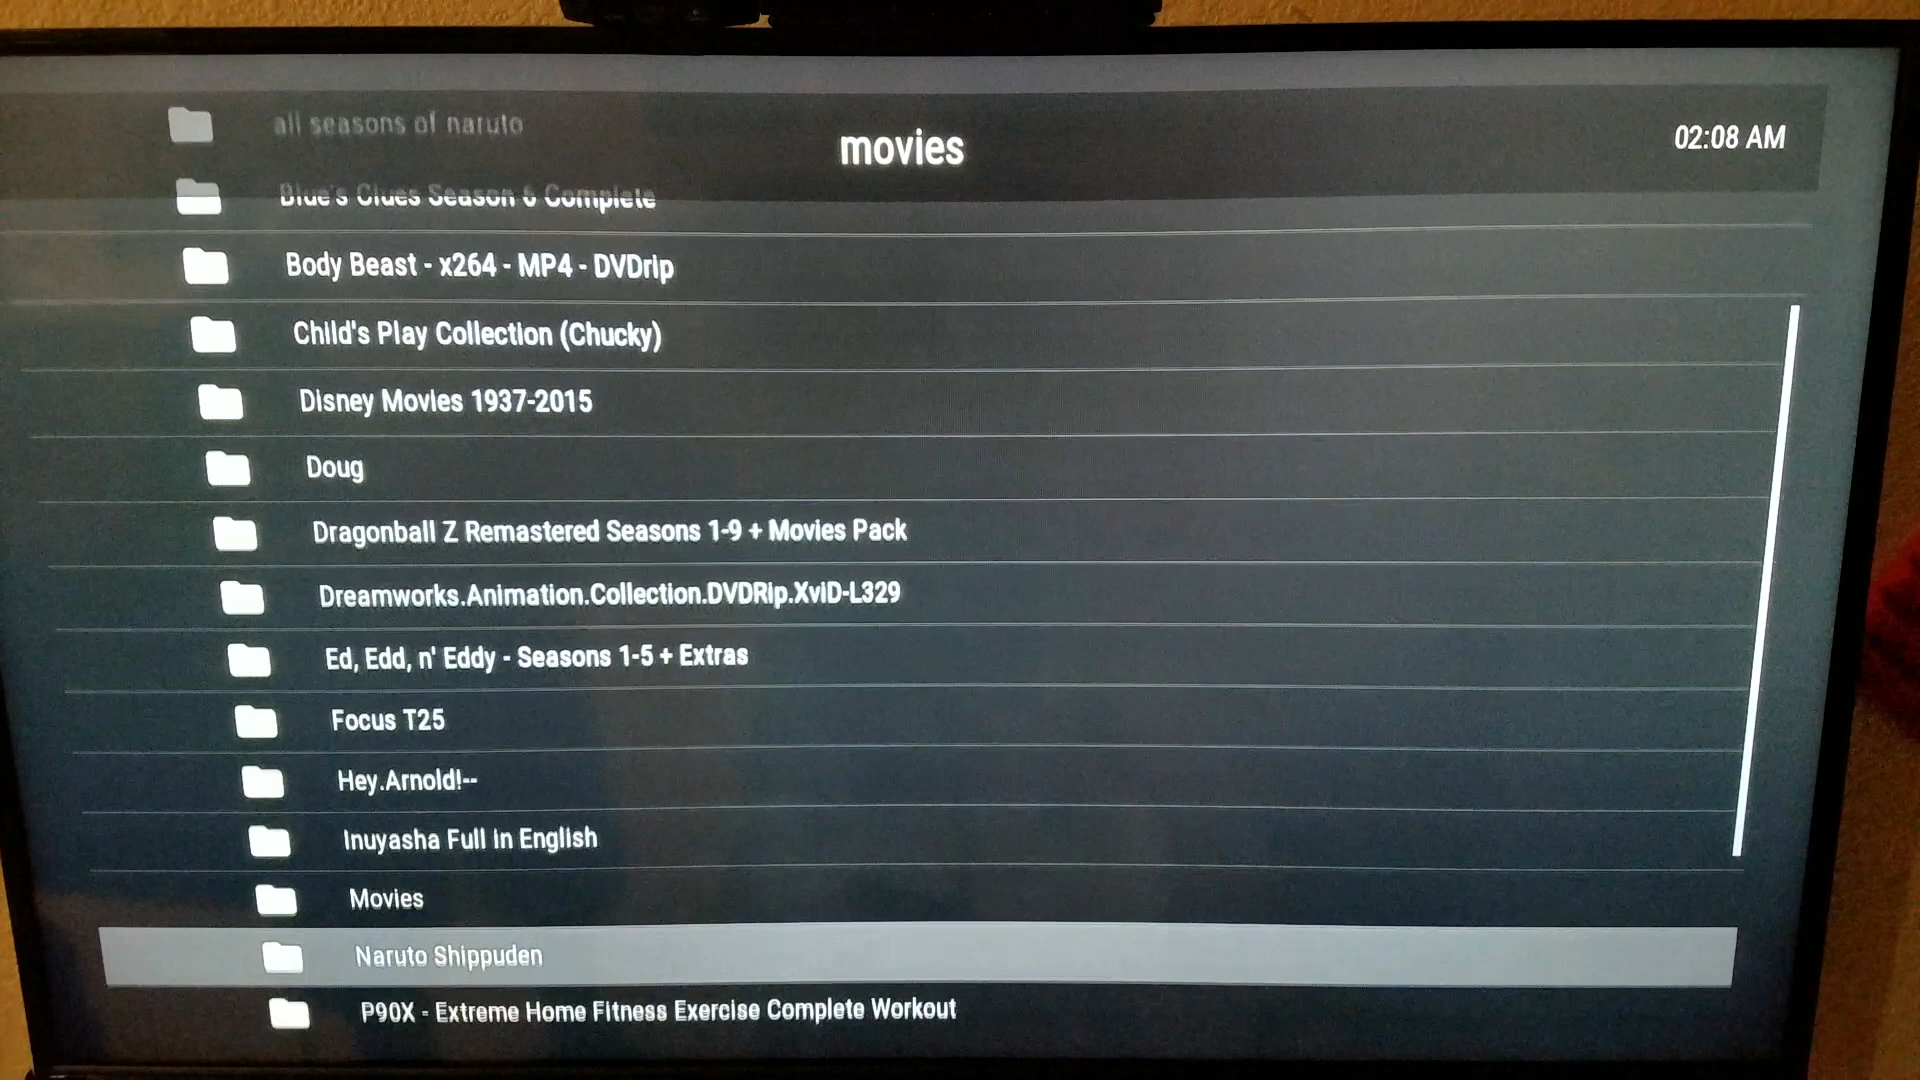 all seasons of naruto
movies
02:08 AM
Blue's Clues Season 6 Complete
Body Beast - x264 - MP4 - DVDrip
Child's Play Collection (Chucky)
Disney Movies 1937-2015
Doug
Dragonball Z Remastered Seasons 1-9 + Movies Pack
Dreamworks.Animation.Collection.DVDRip.XviD-L329
Ed, Edd, n' Eddy - Seasons 1-5 + Extras
Focus T25
Hey.Arnold!--
Inuyasha Full in English
Movies
Naruto Shippuden
P90X - Extreme Home Fitness Exercise Complete Workout